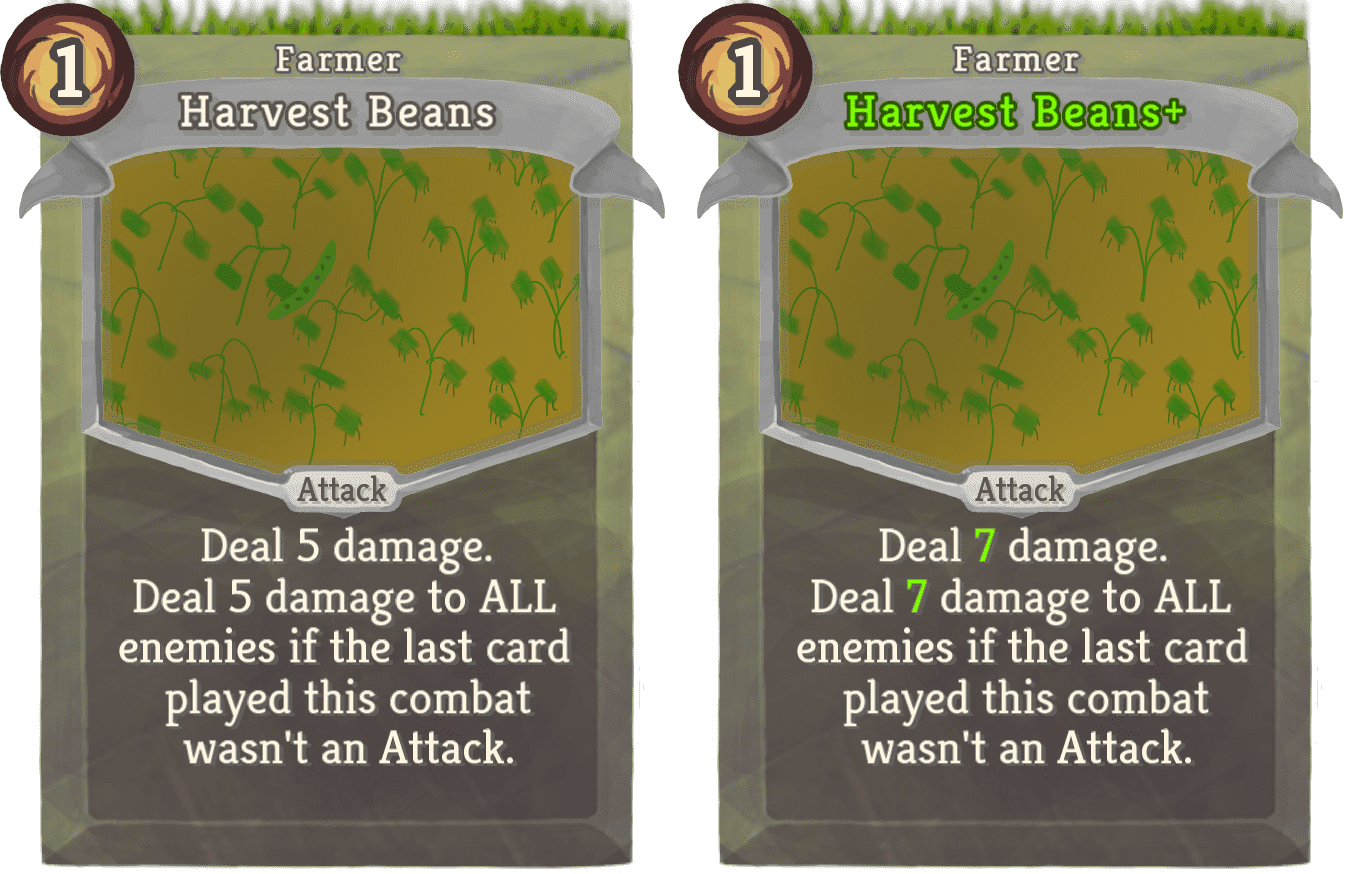 1
Farmer
Harvest Beans
Attack
Deal 5 damage.
Deal 5 damage to ALL
enemies if the last card
played this combat
wasn't an Attack.
1
Farmer
Harvest Beans+
Attack
Deal 7 damage.
Deal 7 damage to ALL
enemies if the last card
played this combat
wasn't an Attack.